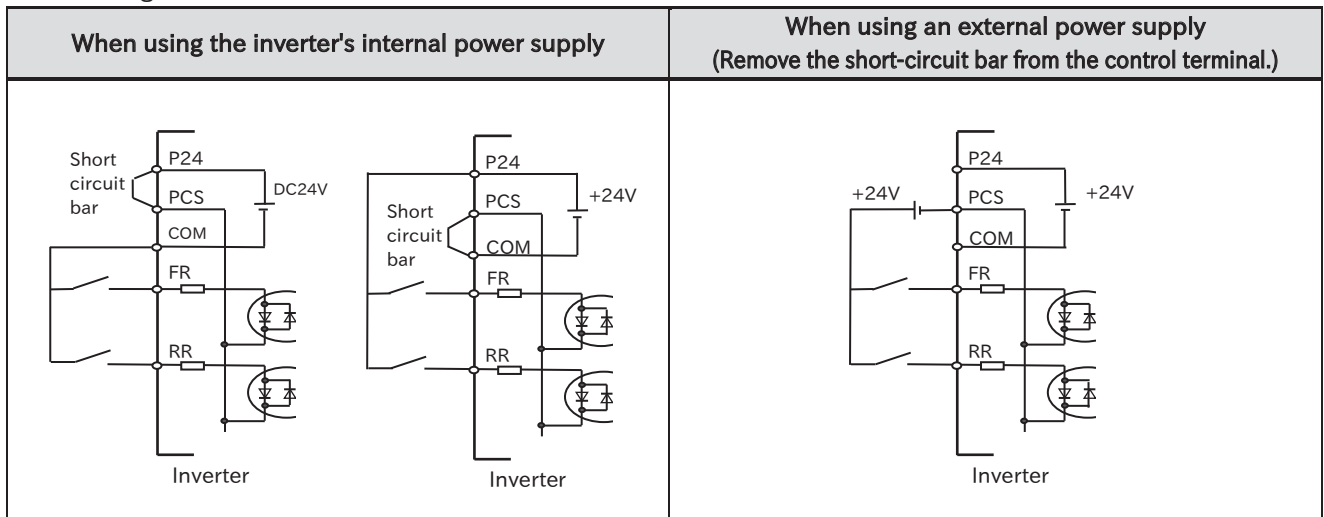 When using the inverter's internal power supply
When using an external power supply
(Remove the short-circuit bar from the control terminal.)
Short
circuit
bar
P24
DC24V
PCS
COM
FR
RR
Inverter
P24
+24V
Short
circuit
bar
PCS
COM
FR
RR
Inverter
P24
+24V
+24V
PCS
COM
FR
RR
Inverter